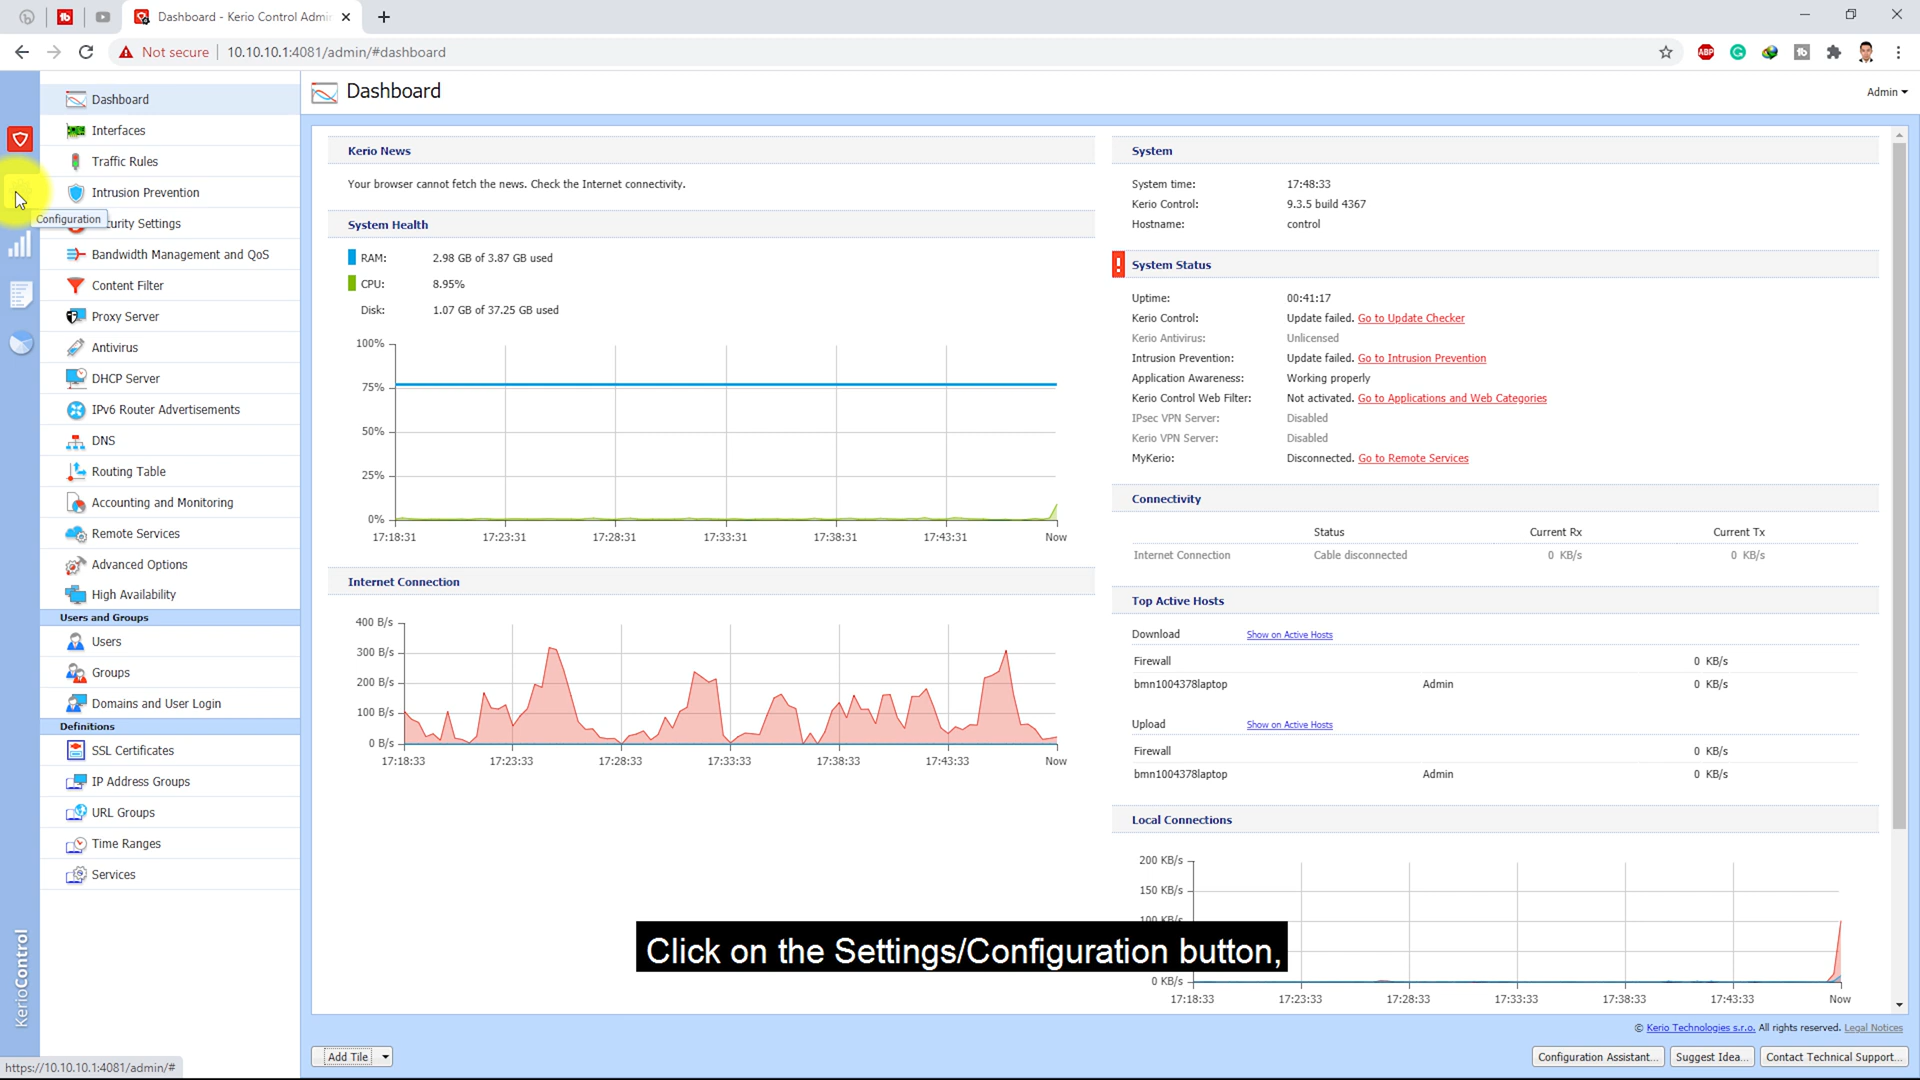 Dashboard - Kerio Control Admin
Not secure
10.10.10.1:4081/admin/#dashboard
ABP
Dashboard
Interfaces
Traffic Rules
Intrusion Prevention
Configuration
curity Settings
Bandwidth Management and QoS
Content Filter
Proxy Server
Antivirus
DHCP Server
IPv6 Router Advertisements
DNS
Routing Table
Accounting and Monitoring
Remote Services
Advanced Options
High Availability
Users and Groups
Users
Groups
Domains and User Login
Definitions
SSL Certificates
IP Address Groups
URL Groups
Time Ranges
Services
KerioControl
https://10.10.10.1:4081/admin/#
Dashboard
Admin
Kerio News
Your browser cannot fetch the news. Check the Internet connectivity.
System Health
RAM: 2.98 GB of 3.87 GB used
CPU: 8.95%
Disk: 1.07 GB of 37.25 GB used
100%
75%
50%
25%
0%
17:18:31 17:23:31 17:28:31 17:33:31 17:38:31 17:43:31 Now
Internet Connection
400 B/s
300 B/s
200 B/s
100 B/s
0 B/s
17:18:33 17:23:33 17:28:33 17:33:33 17:38:33 17:43:33 Now
System
System time: 17:48:33
Kerio Control: 9.3.5 build 4367
Hostname: control
System Status
Uptime: 00:41:17
Kerio Control: Update failed. Go to Update Checker
Kerio Antivirus: Unlicensed
Intrusion Prevention: Update failed. Go to Intrusion Prevention
Application Awareness: Working properly
Kerio Control Web Filter: Not activated. Go to Applications and Web Categories
IPsec VPN Server: Disabled
Kerio VPN Server: Disabled
MyKerio: Disconnected. Go to Remote Services
Connectivity
Status Current Rx Current Tx
Internet Connection Cable disconnected 0 KB/s 0 KB/s
Top Active Hosts
Download Show on Active Hosts
Firewall 0 KB/s
bmn1004378laptop Admin 0 KB/s
Upload Show on Active Hosts
Firewall 0 KB/s
bmn1004378laptop Admin 0 KB/s
Local Connections
200 KB/s
150 KB/s
100 KB/s
0 KB/s
17:18:33 17:23:33 17:28:33 17:33:33 17:38:33 17:43:33 Now
Click on the Settings/Configuration button,
© Kerio Technologies s.r.o. All rights reserved. Legal Notices
Add Tile
Configuration Assistant... Suggest Idea... Contact Technical Support...